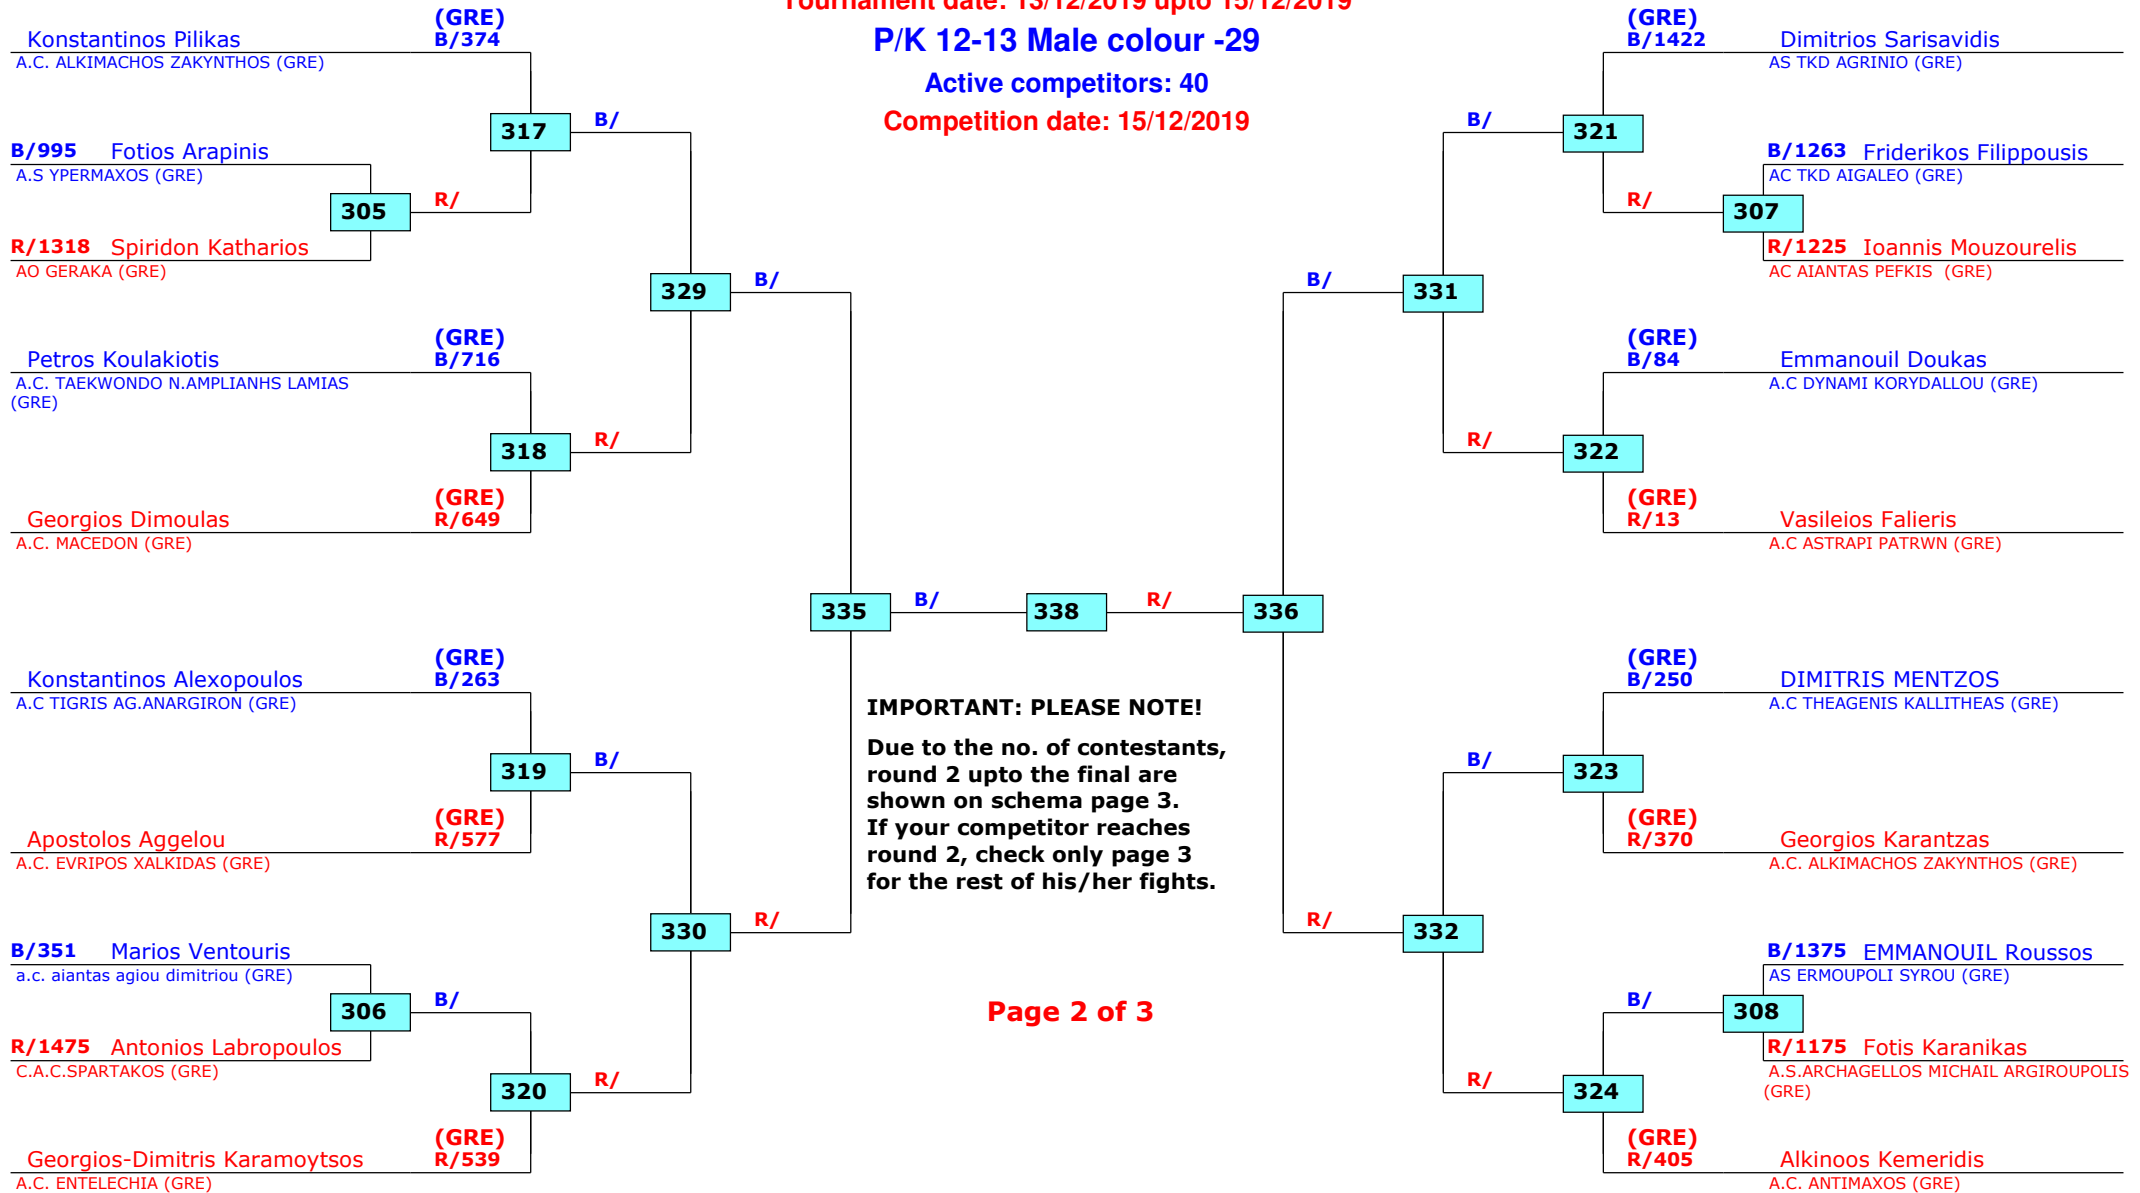 Tournament date: 13/12/2019 upto 15/12/2019
P/K 12-13 Male colour -29
Active competitors: 40
Competition date: 15/12/2019
(GRE)
Konstantinos Pilikas B/374
A.C. ALKIMACHOS ZAKYNTHOS (GRE)
317 B/
B/995 Fotios Arapinis
A.S YPERMAXOS (GRE)
305 R/
R/1318 Spiridon Katharios
AO GERAKA (GRE)
329 B/
(GRE)
Petros Koulakiotis B/716
A.C. TAEKWONDO N.AMPLIANHS LAMIAS
(GRE)
318 R/
(GRE)
Georgios Dimoulas R/649
A.C. MACEDON (GRE)
335 B/ 338 R/ 336
(GRE)
Konstantinos Alexopoulos B/263
A.C TIGRIS AG.ANARGIRON (GRE)
319 B/
(GRE)
Apostolos Aggelou R/577
A.C. EVRIPOS XALKIDAS (GRE)
330 R/
B/351 Marios Ventouris
a.c. aiantas agiou dimitriou (GRE)
306 B/
R/1475 Antonios Labropoulos
C.A.C.SPARTAKOS (GRE)
320 R/
(GRE)
Georgios-Dimitris Karamoytsos R/539
A.C. ENTELECHIA (GRE)
IMPORTANT: PLEASE NOTE!
Due to the no. of contestants,
round 2 upto the final are
shown on schema page 3.
If your competitor reaches
round 2, check only page 3
for the rest of his/her fights.
Page 2 of 3
(GRE)
B/1422 Dimitrios Sarisavidis
AS TKD AGRINIO (GRE)
B/ 321
B/1263 Friderikos Filippousis
AC TKD AIGALEO (GRE)
R/ 307
R/1225 Ioannis Mouzourelis
AC AIANTAS PEFKIS (GRE)
B/ 331
(GRE)
B/84 Emmanouil Doukas
A.C DYNAMI KORYDALLOU (GRE)
R/ 322
(GRE)
R/13 Vasileios Falieris
A.C ASTRAPI PATRWN (GRE)
(GRE)
B/250 DIMITRIS MENTZOS
A.C THEAGENIS KALLITHEAS (GRE)
B/ 323
(GRE)
R/370 Georgios Karantzas
A.C. ALKIMACHOS ZAKYNTHOS (GRE)
R/ 332
B/1375 EMMANOUIL Roussos
AS ERMOUPOLI SYROU (GRE)
B/ 308
R/1175 Fotis Karanikas
A.S.ARCHAGELLOS MICHAIL ARGIROUPOLIS
(GRE)
R/ 324
(GRE)
R/405 Alkinoos Kemeridis
A.C. ANTIMAXOS (GRE)